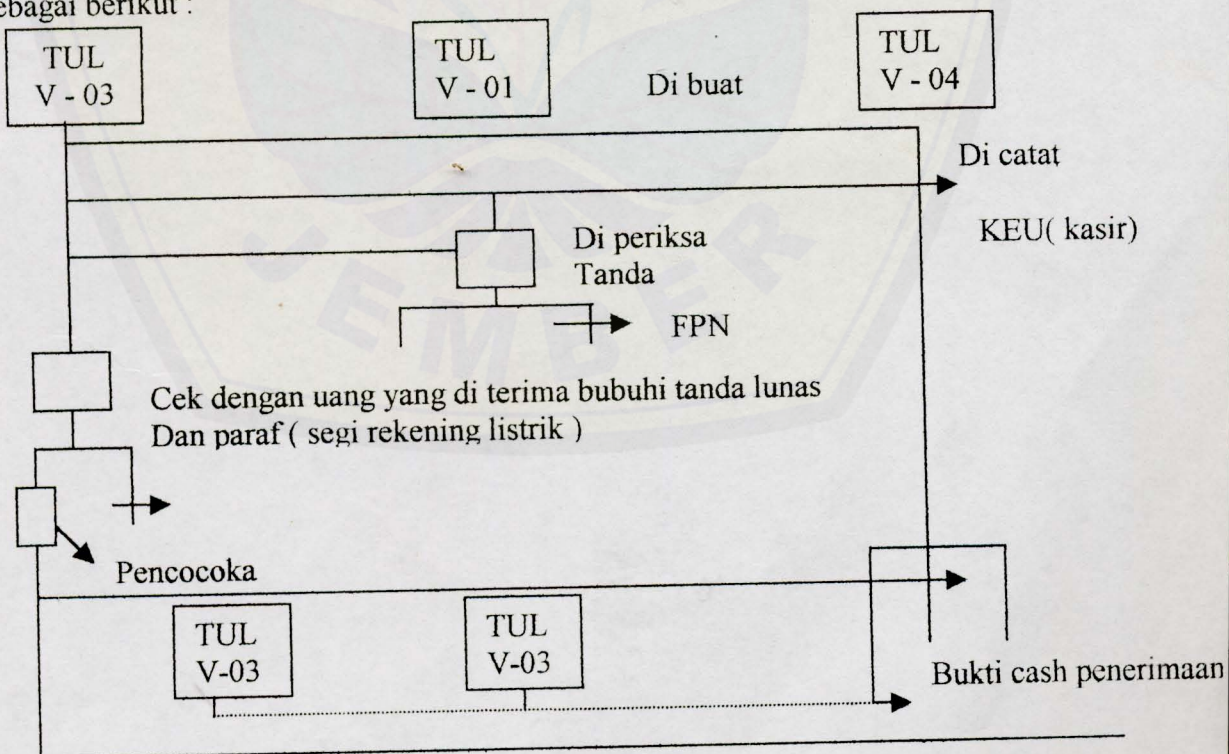 ebagai berikut :
TUL
V - 03
TUL
V - 01
Di buat
TUL
V - 04
Di catat
KEU( kasir)
Di periksa
Tanda
FPN
JEMBER
Cek dengan uang yang di terima bubuhi tanda lunas
Dan paraf ( segi rekening listrik )
Pencocoka
TUL
V-03
TUL
V-03
Bukti cash penerimaan